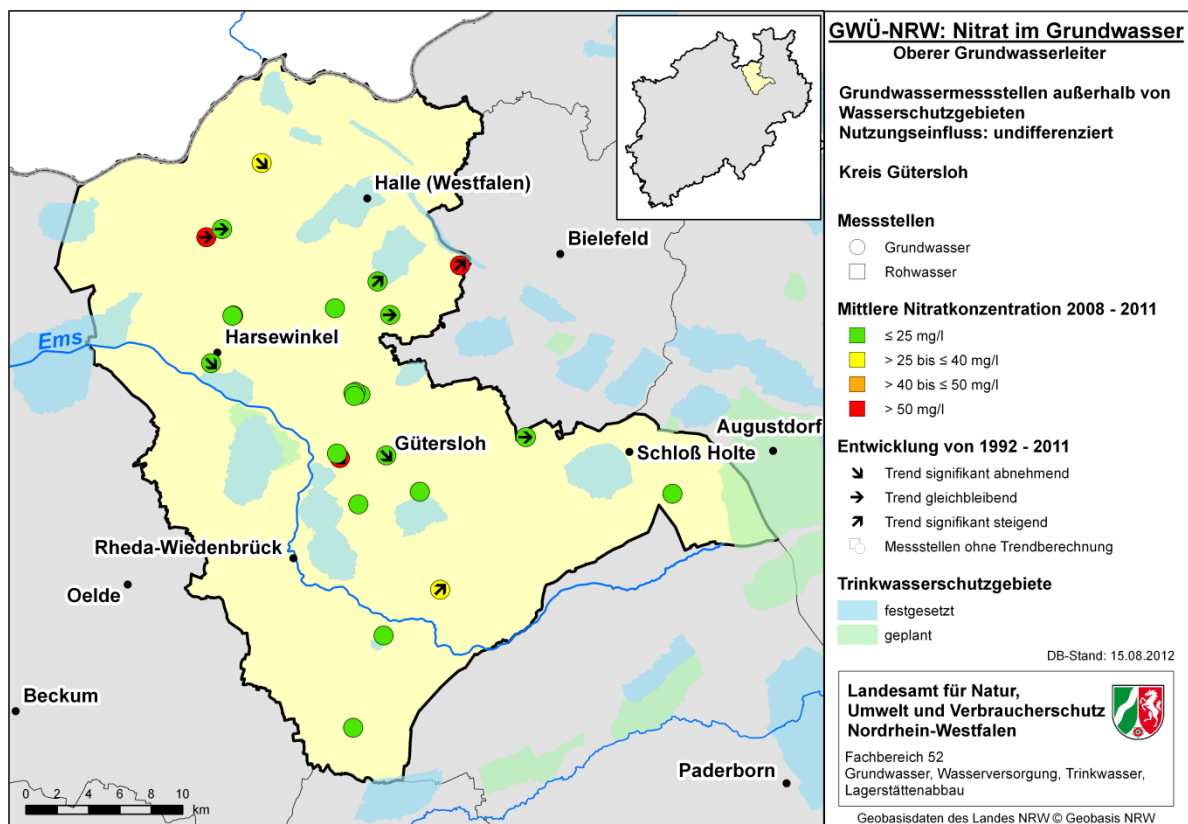 Halle (Westfalen)
Bielefeld
Ems
Harsewinkel
Gütersloh
Schloß Holte
Augustdorf
Rheda-Wiedenbrück
Oelde
Beckum
Paderborn
0 2 4 6 8 10
km
GWÜ-NRW: Nitrat im Grundwasser
Oberer Grundwasserleiter
Grundwassermessstellen außerhalb von
Wasserschutzgebieten
Nutzungseinfluss: undifferenziert
Kreis Gütersloh
Messstellen
Grundwasser
Rohwasser
Mittlere Nitratkonzentration 2008 - 2011
≤ 25 mg/l
> 25 bis ≤ 40 mg/l
> 40 bis ≤ 50 mg/l
> 50 mg/l
Entwicklung von 1992 - 2011
Trend signifikant abnehmend
Trend gleichbleibend
Trend signifikant steigend
Messstellen ohne Trendberechnung
Trinkwasserschutzgebiete
festgesetzt
geplant
DB-Stand: 15.08.2012
Landesamt für Natur,
Umwelt und Verbraucherschutz
Nordrhein-Westfalen
Fachbereich 52
Grundwasser, Wasserversorgung, Trinkwasser,
Lagerstättenabbau
Geobasisdaten des Landes NRW © Geobasis NRW